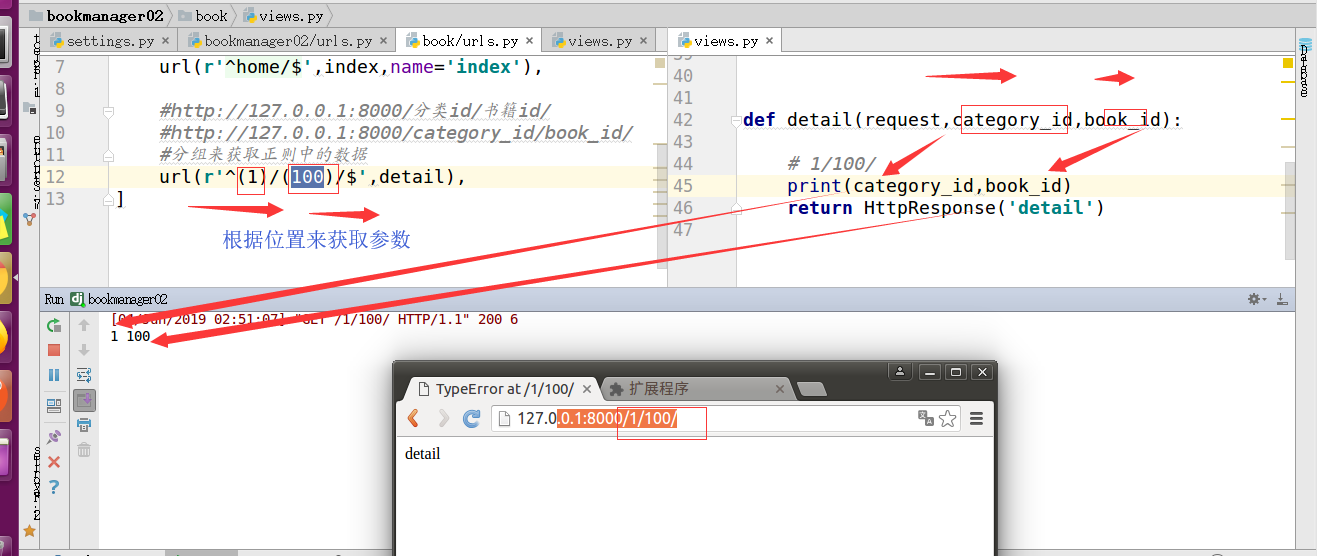 bookmanager02 book views.py
settings.py × bookmanager02/urls.py × book/urls.py × views.py ×
views.py ×
7 url(r'^home/$',index,name='index'),
8
9 #http://127.0.0.1:8000/分类id/书籍id/
10 #http://127.0.0.1:8000/category_id/book_id/
11 #分组来获取正则中的数据
12 url(r'^(1)/(100)/$',detail),
13 ]
根据位置来获取参数
40
41
42 def detail(request,category_id,book_id):
43
44 # 1/100/
45 print(category_id,book_id)
46 return HttpResponse('detail')
47
Run bookmanager02
2019 02:51:07] "GET /1/100/ HTTP/1.1" 200 6
1 100
TypeError at /1/100/ ×
扩展程序 ×
127.0.0.1:8000/1/100/
detail